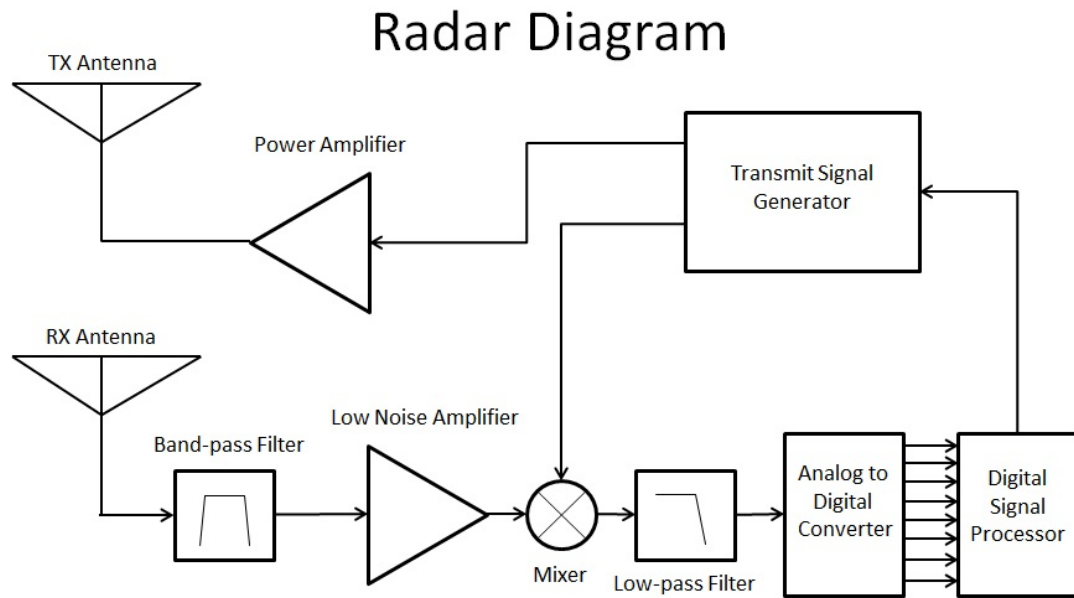 Radar Diagram
TX Antenna
Power Amplifier
Transmit Signal
Generator
RX Antenna
Low Noise Amplifier
Band-pass Filter
Analog to
Digital
Converter
Digital
Signal
Processor
Mixer
Low-pass Filter